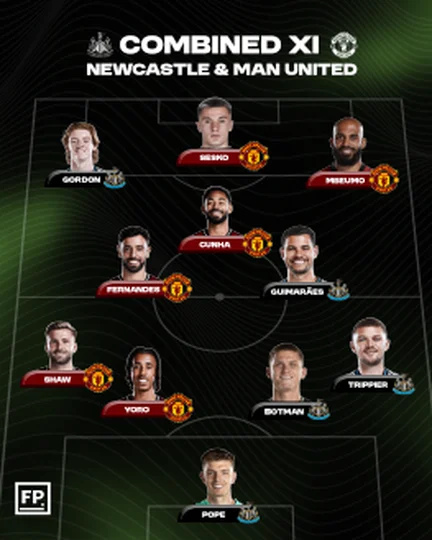 COMBINED XI
NEWCASTLE & MAN UNITED
SESKO
GORDON
MBEUMO
CUNHA
FERNANDES
GUIMARÃES
SHAW
TRIPPIER
YORO
BOTMAN
POPE
FP.